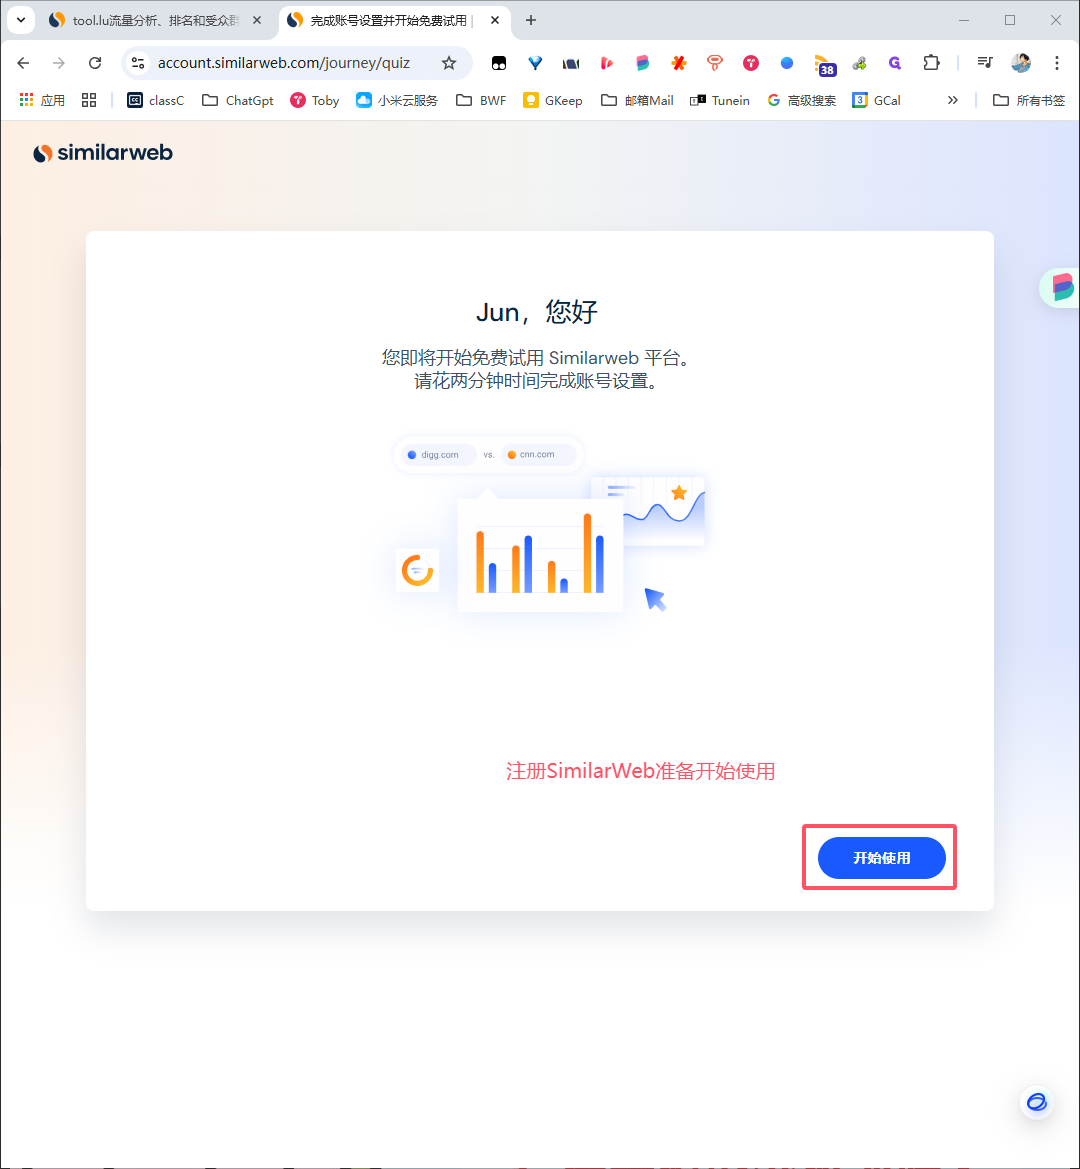 tool.lu流量分析、排名和受众群
完成账号设置并开始免费试用 |
account.similarweb.com/journey/quiz
38
应用
classC
ChatGpt
Toby
小米云服务
BWF
GKeep
邮箱Mail
Tunein
高级搜索
3
GCal
所有书签
similarweb
Jun，您好
您即将开始免费试用 Similarweb 平台。
请花两分钟时间完成账号设置。
digg.com
vs.
cnn.com
注册SimilarWeb准备开始使用
开始使用